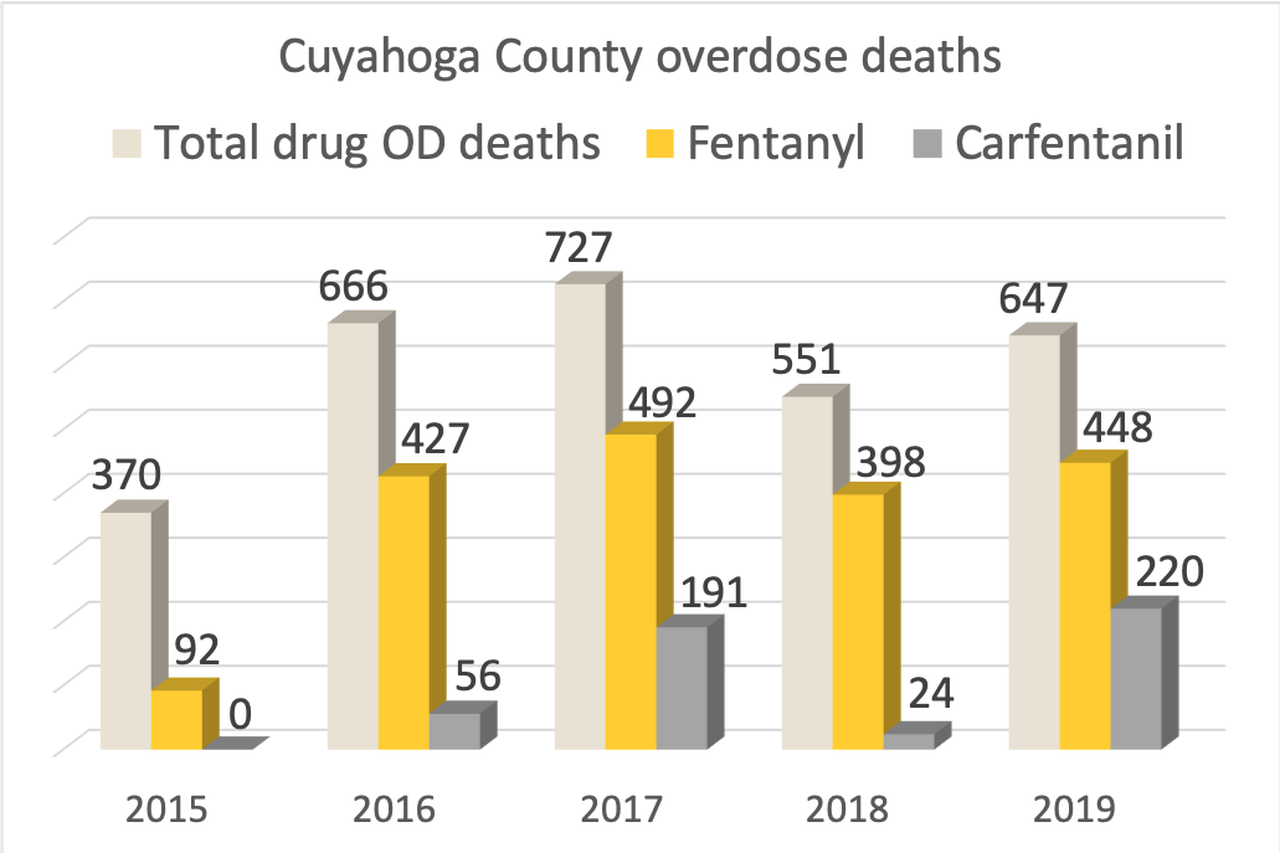 Cuyahoga County overdose deaths
Total drug OD deaths Fentanyl Carfentanil
370 92 0
666 427 56
727 492 191
551 398 24
647 448 220
2015 2016 2017 2018 2019